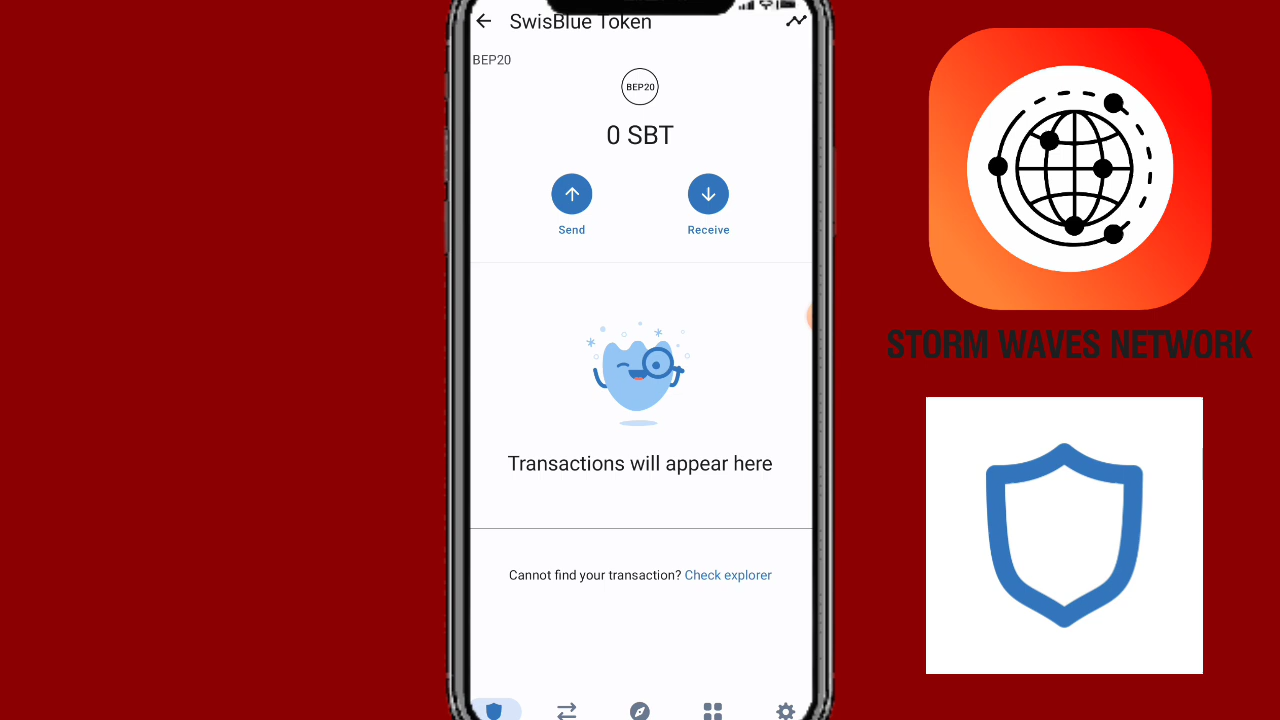 SwisBlue Token
BEP20
BEP20
0 SBT
Send
Receive
Transactions will appear here
Cannot find your transaction? Check explorer
STORM WAVES NETWORK